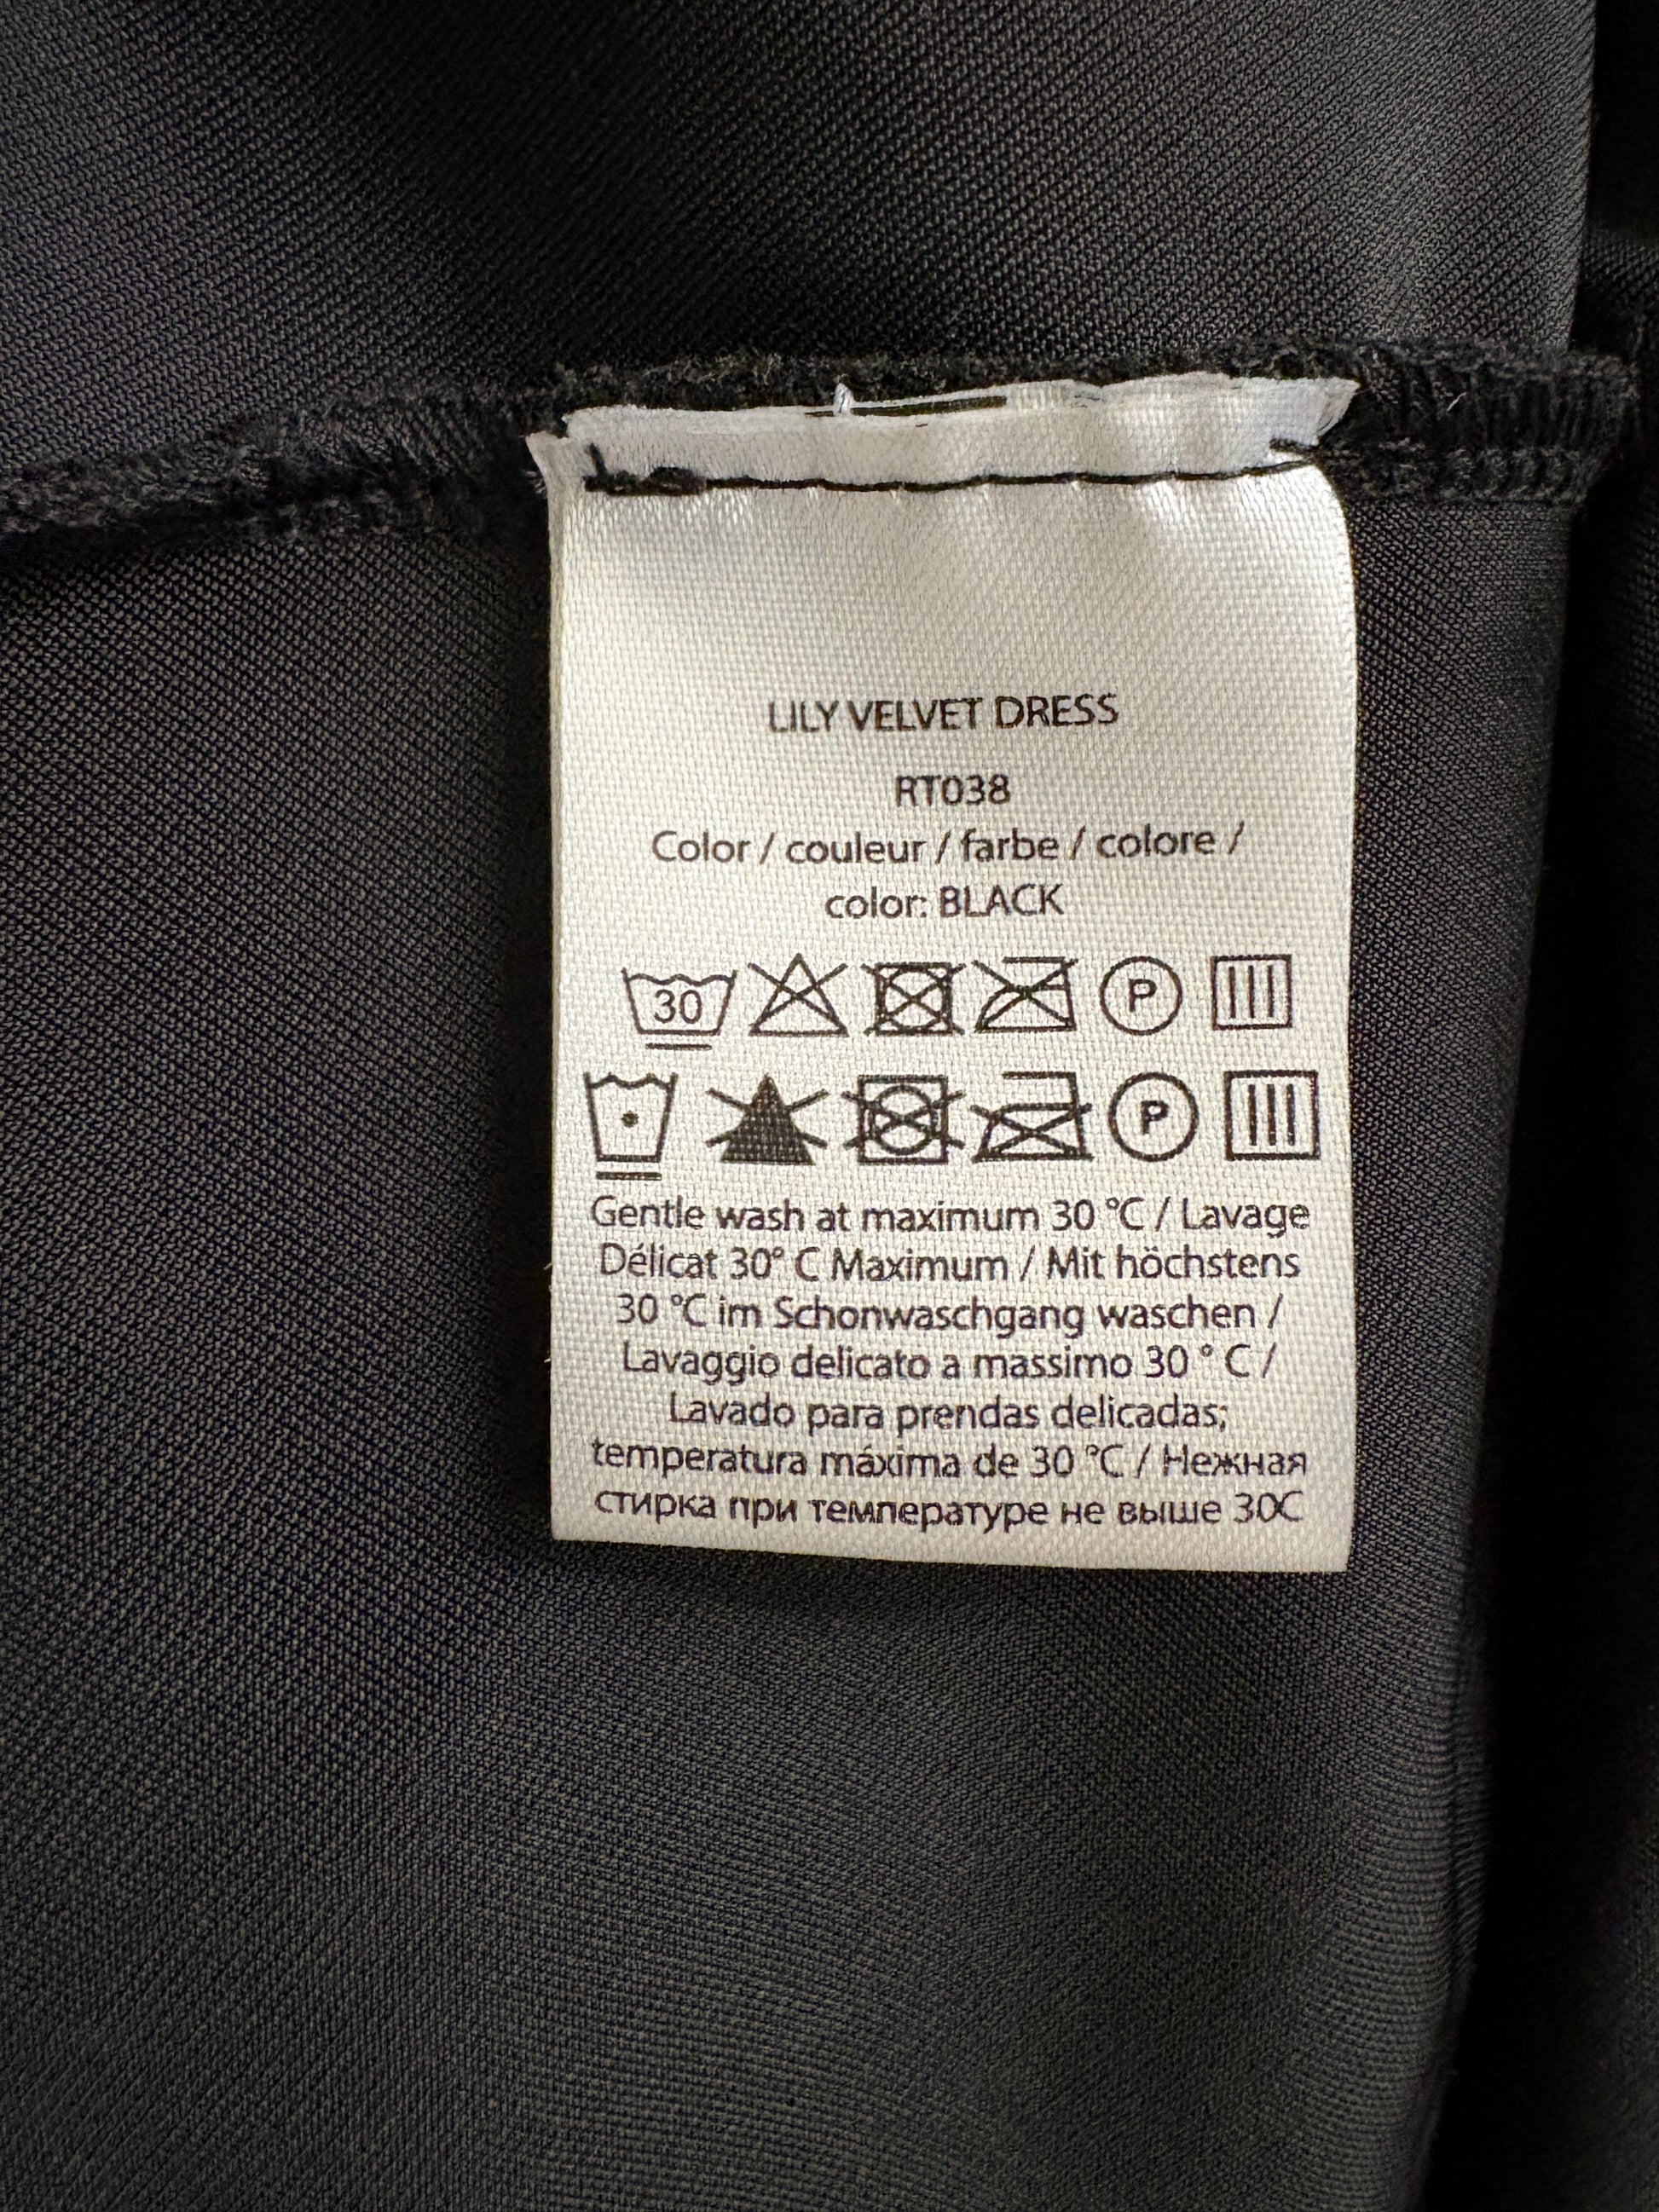 LILY VELVET DRESS
RT038
Color / couleur / farbe / colore /
color: BLACK
30 P
P
Gentle wash at maximum 30 °C / Lavage
Délicat 30° C Maximum / Mit höchstens
30 °C im Schonwaschgang waschen /
Lavaggio delicato a massimo 30 ° C /
Lavado para prendas delicadas;
temperatura máxima de 30 °C / Нежная
стирка при температуре не выше 30C